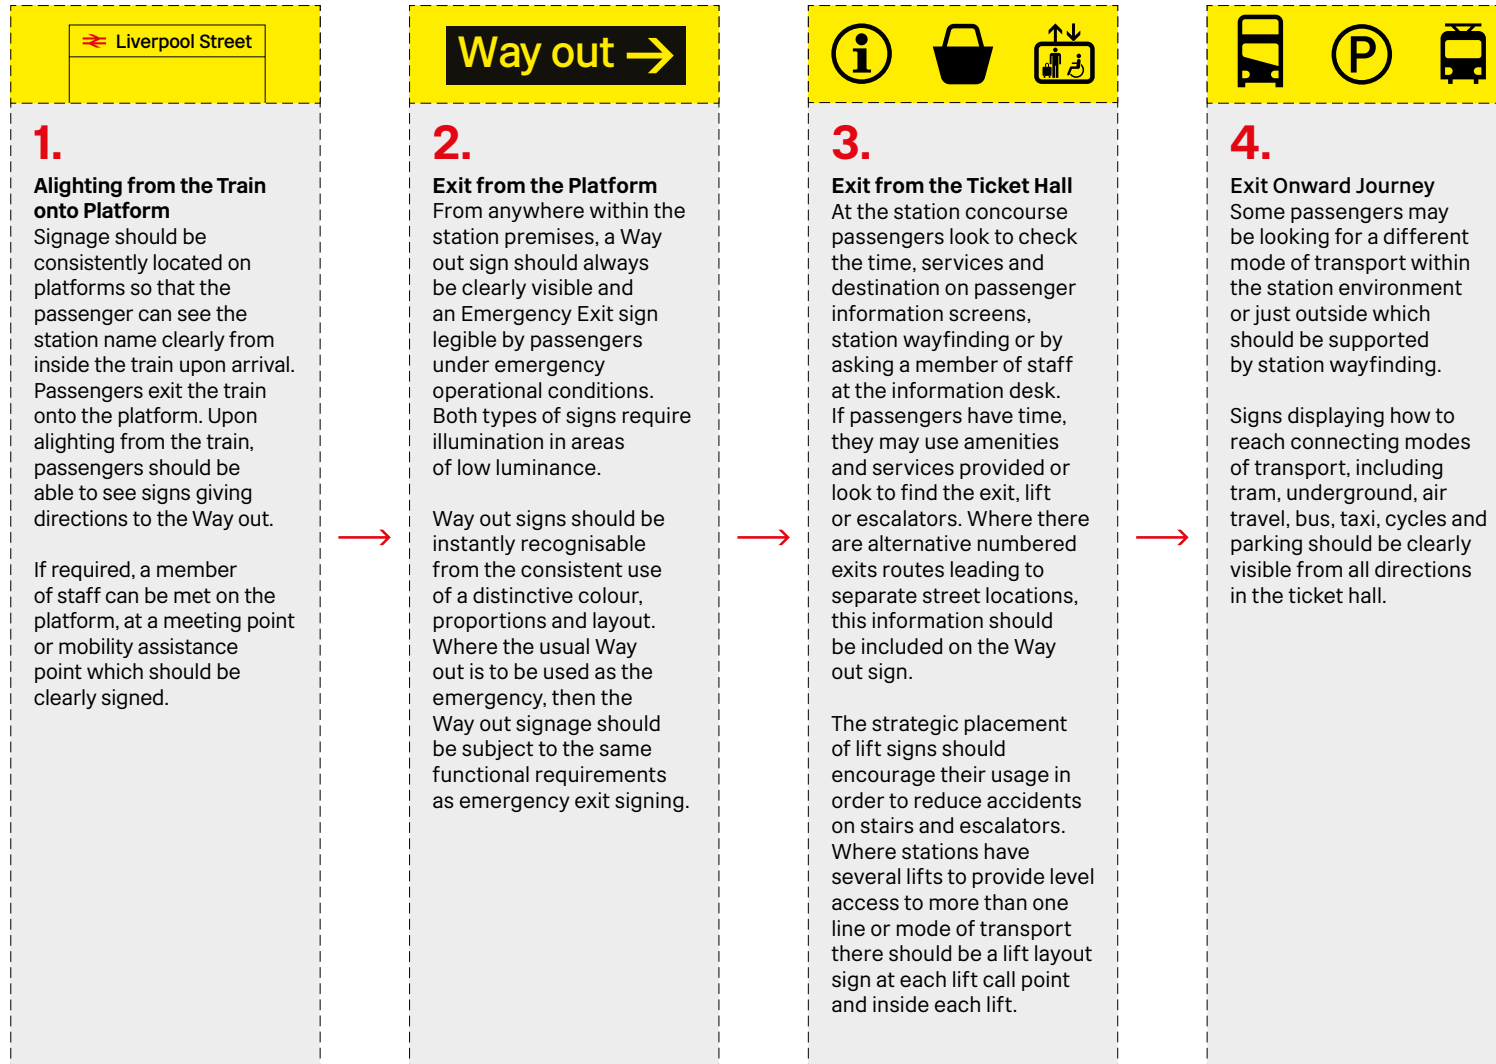 Liverpool Street
1.
Alighting from the Train
onto Platform
Signage should be
consistently located on
platforms so that the
passenger can see the
station name clearly from
inside the train upon arrival.
Passengers exit the train
onto the platform. Upon
alighting from the train,
passengers should be
able to see signs giving
directions to the Way out.
If required, a member
of staff can be met on the
platform, at a meeting point
or mobility assistance
point which should be
clearly signed.
Way out →
2.
Exit from the Platform
From anywhere within the
station premises, a Way
out sign should always
be clearly visible and
an Emergency Exit sign
legible by passengers
under emergency
operational conditions.
Both types of signs require
illumination in areas
of low luminance.
Way out signs should be
instantly recognisable
from the consistent use
of a distinctive colour,
proportions and layout.
Where the usual Way
out is to be used as the
emergency, then the
Way out signage should
be subject to the same
functional requirements
as emergency exit signing.
3.
Exit from the Ticket Hall
At the station concourse
passengers look to check
the time, services and
destination on passenger
information screens,
station wayfinding or by
asking a member of staff
at the information desk.
If passengers have time,
they may use amenities
and services provided or
look to find the exit, lift
or escalators. Where there
are alternative numbered
exits routes leading to
separate street locations,
this information should
be included on the Way
out sign.
The strategic placement
of lift signs should
encourage their usage in
order to reduce accidents
on stairs and escalators.
Where stations have
several lifts to provide level
access to more than one
line or mode of transport
there should be a lift layout
sign at each lift call point
and inside each lift.
P
4.
Exit Onward Journey
Some passengers may
be looking for a different
mode of transport within
the station environment
or just outside which
should be supported
by station wayfinding.
Signs displaying how to
reach connecting modes
of transport, including
tram, underground, air
travel, bus, taxi, cycles and
parking should be clearly
visible from all directions
in the ticket hall.